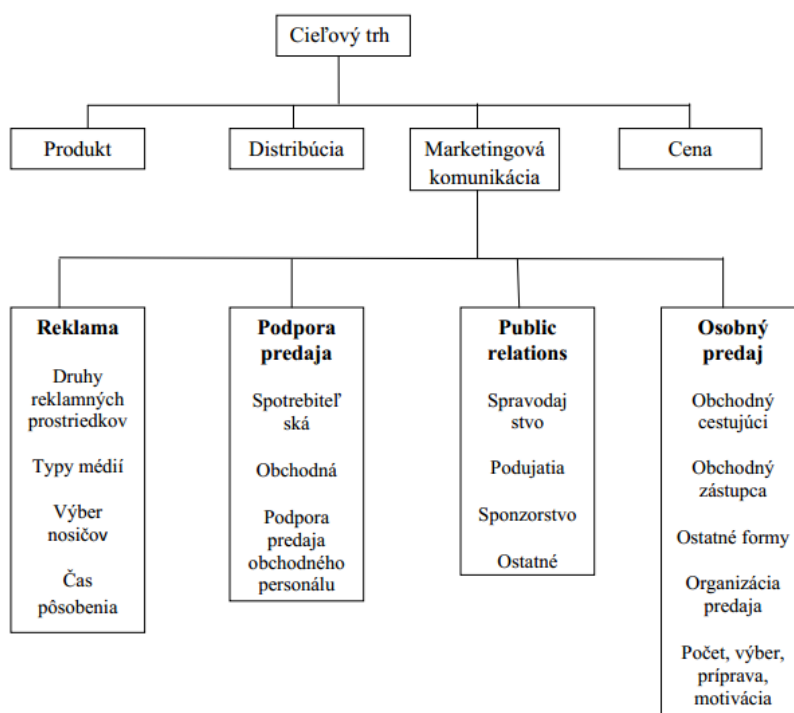 Cieľový trh
Produkt
Distribúcia
Marketingová
komunikácia
Cena
Reklama
Druhy
reklamných
prostriedkov
Typy médií
Výber
nosičov
Čas
pôsobenia
Podpora
predaja
Spotrebiteľ
ská
Obchodná
Podpora
predaja
obchodného
personálu
Public
relations
Spravodaj
stvo
Podujatia
Sponzorstvo
Ostatné
Osobný
predaj
Obchodný
cestujúci
Obchodný
zástupca
Ostatné formy
Organizácia
predaja
Počet, výber,
príprava,
motivácia